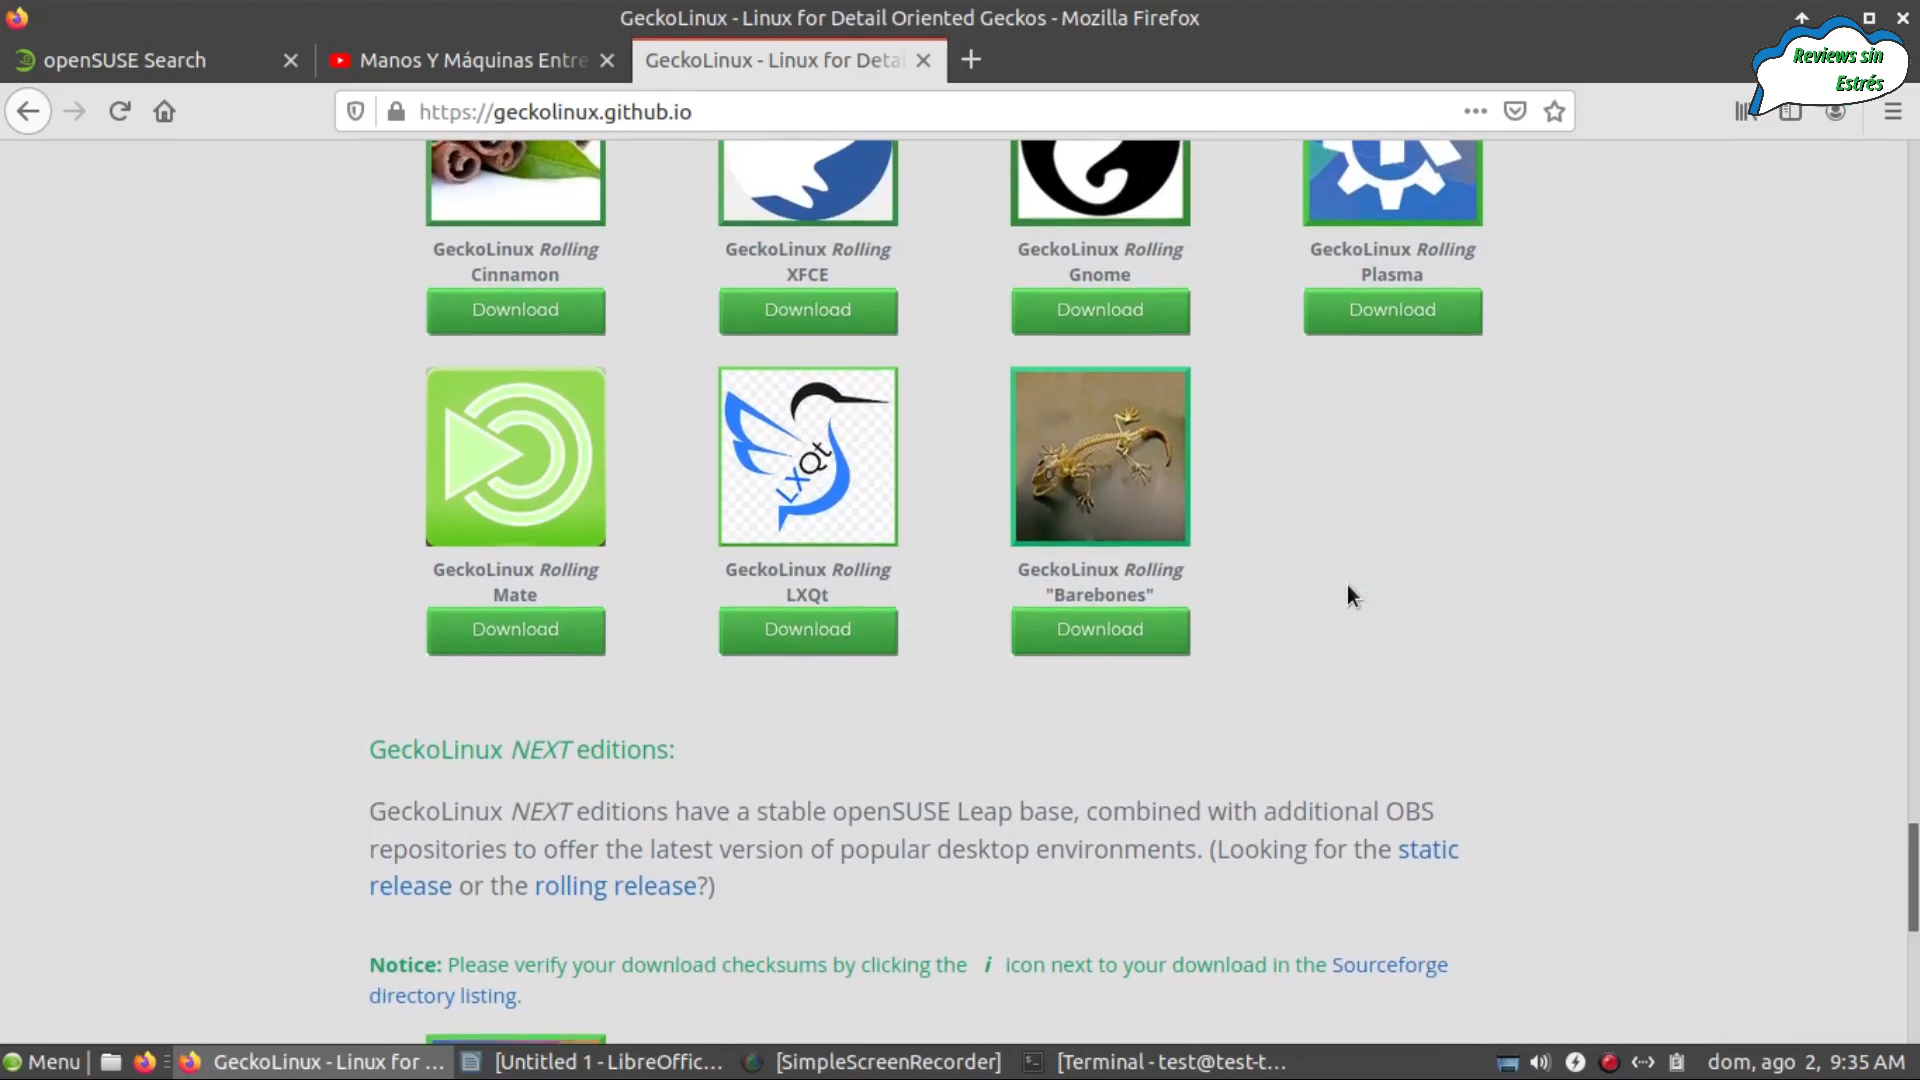 GeckoLinux - Linux for Detail Oriented Geckos - Mozilla Firefox
openSUSE Search
Manos Y Máquinas Entre
GeckoLinux - Linux for Detai
Reviews sin
Estrés
https://geckolinux.github.io
GeckoLinux Rolling
Cinnamon
GeckoLinux Rolling
XFCE
GeckoLinux Rolling
Gnome
GeckoLinux Rolling
Plasma
Download
Download
Download
Download
LXQt
GeckoLinux Rolling
Mate
GeckoLinux Rolling
LXQt
GeckoLinux Rolling
"Barebones"
Download
Download
Download
GeckoLinux NEXT editions:
GeckoLinux NEXT editions have a stable openSUSE Leap base, combined with additional OBS
repositories to offer the latest version of popular desktop environments. (Looking for the static
release or the rolling release?)
Notice: Please verify your download checksums by clicking the i icon next to your download in the Sourceforge
directory listing.
Menu
GeckoLinux - Linux for ...
[Untitled 1 - LibreOffic...
[SimpleScreenRecorder]
[Terminal - test@test-t...
dom, ago 2, 9:35 AM